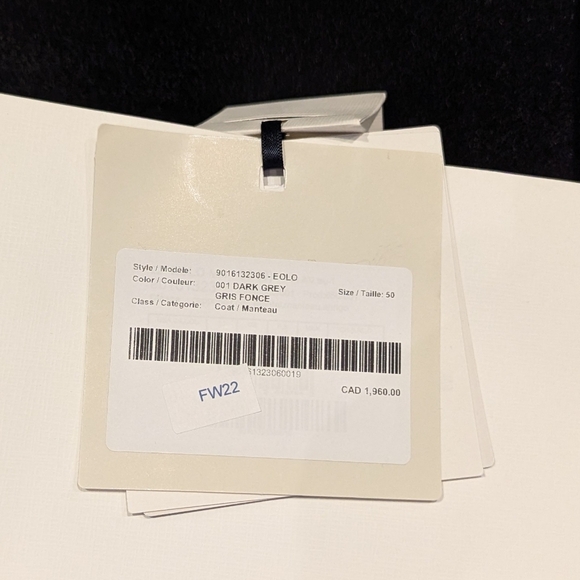 Style / Modele: 9016132306 - EOLO
Color / Couleur: 001 DARK GREY
GRIS FONCE
Size / Taille: 50
Class / Categorie: Coat / Manteau
1323060019
CAD 1,960.00
FW22